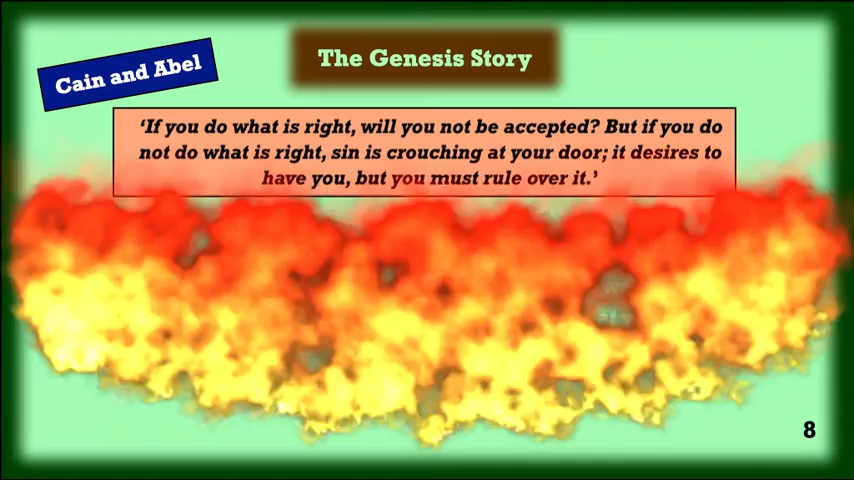 The Genesis Story
Cain and Abel
‘If you do what is right, will you not be accepted? But if you do
not do what is right, sin is crouching at your door; it desires to
have you, but you must rule over it.’
8